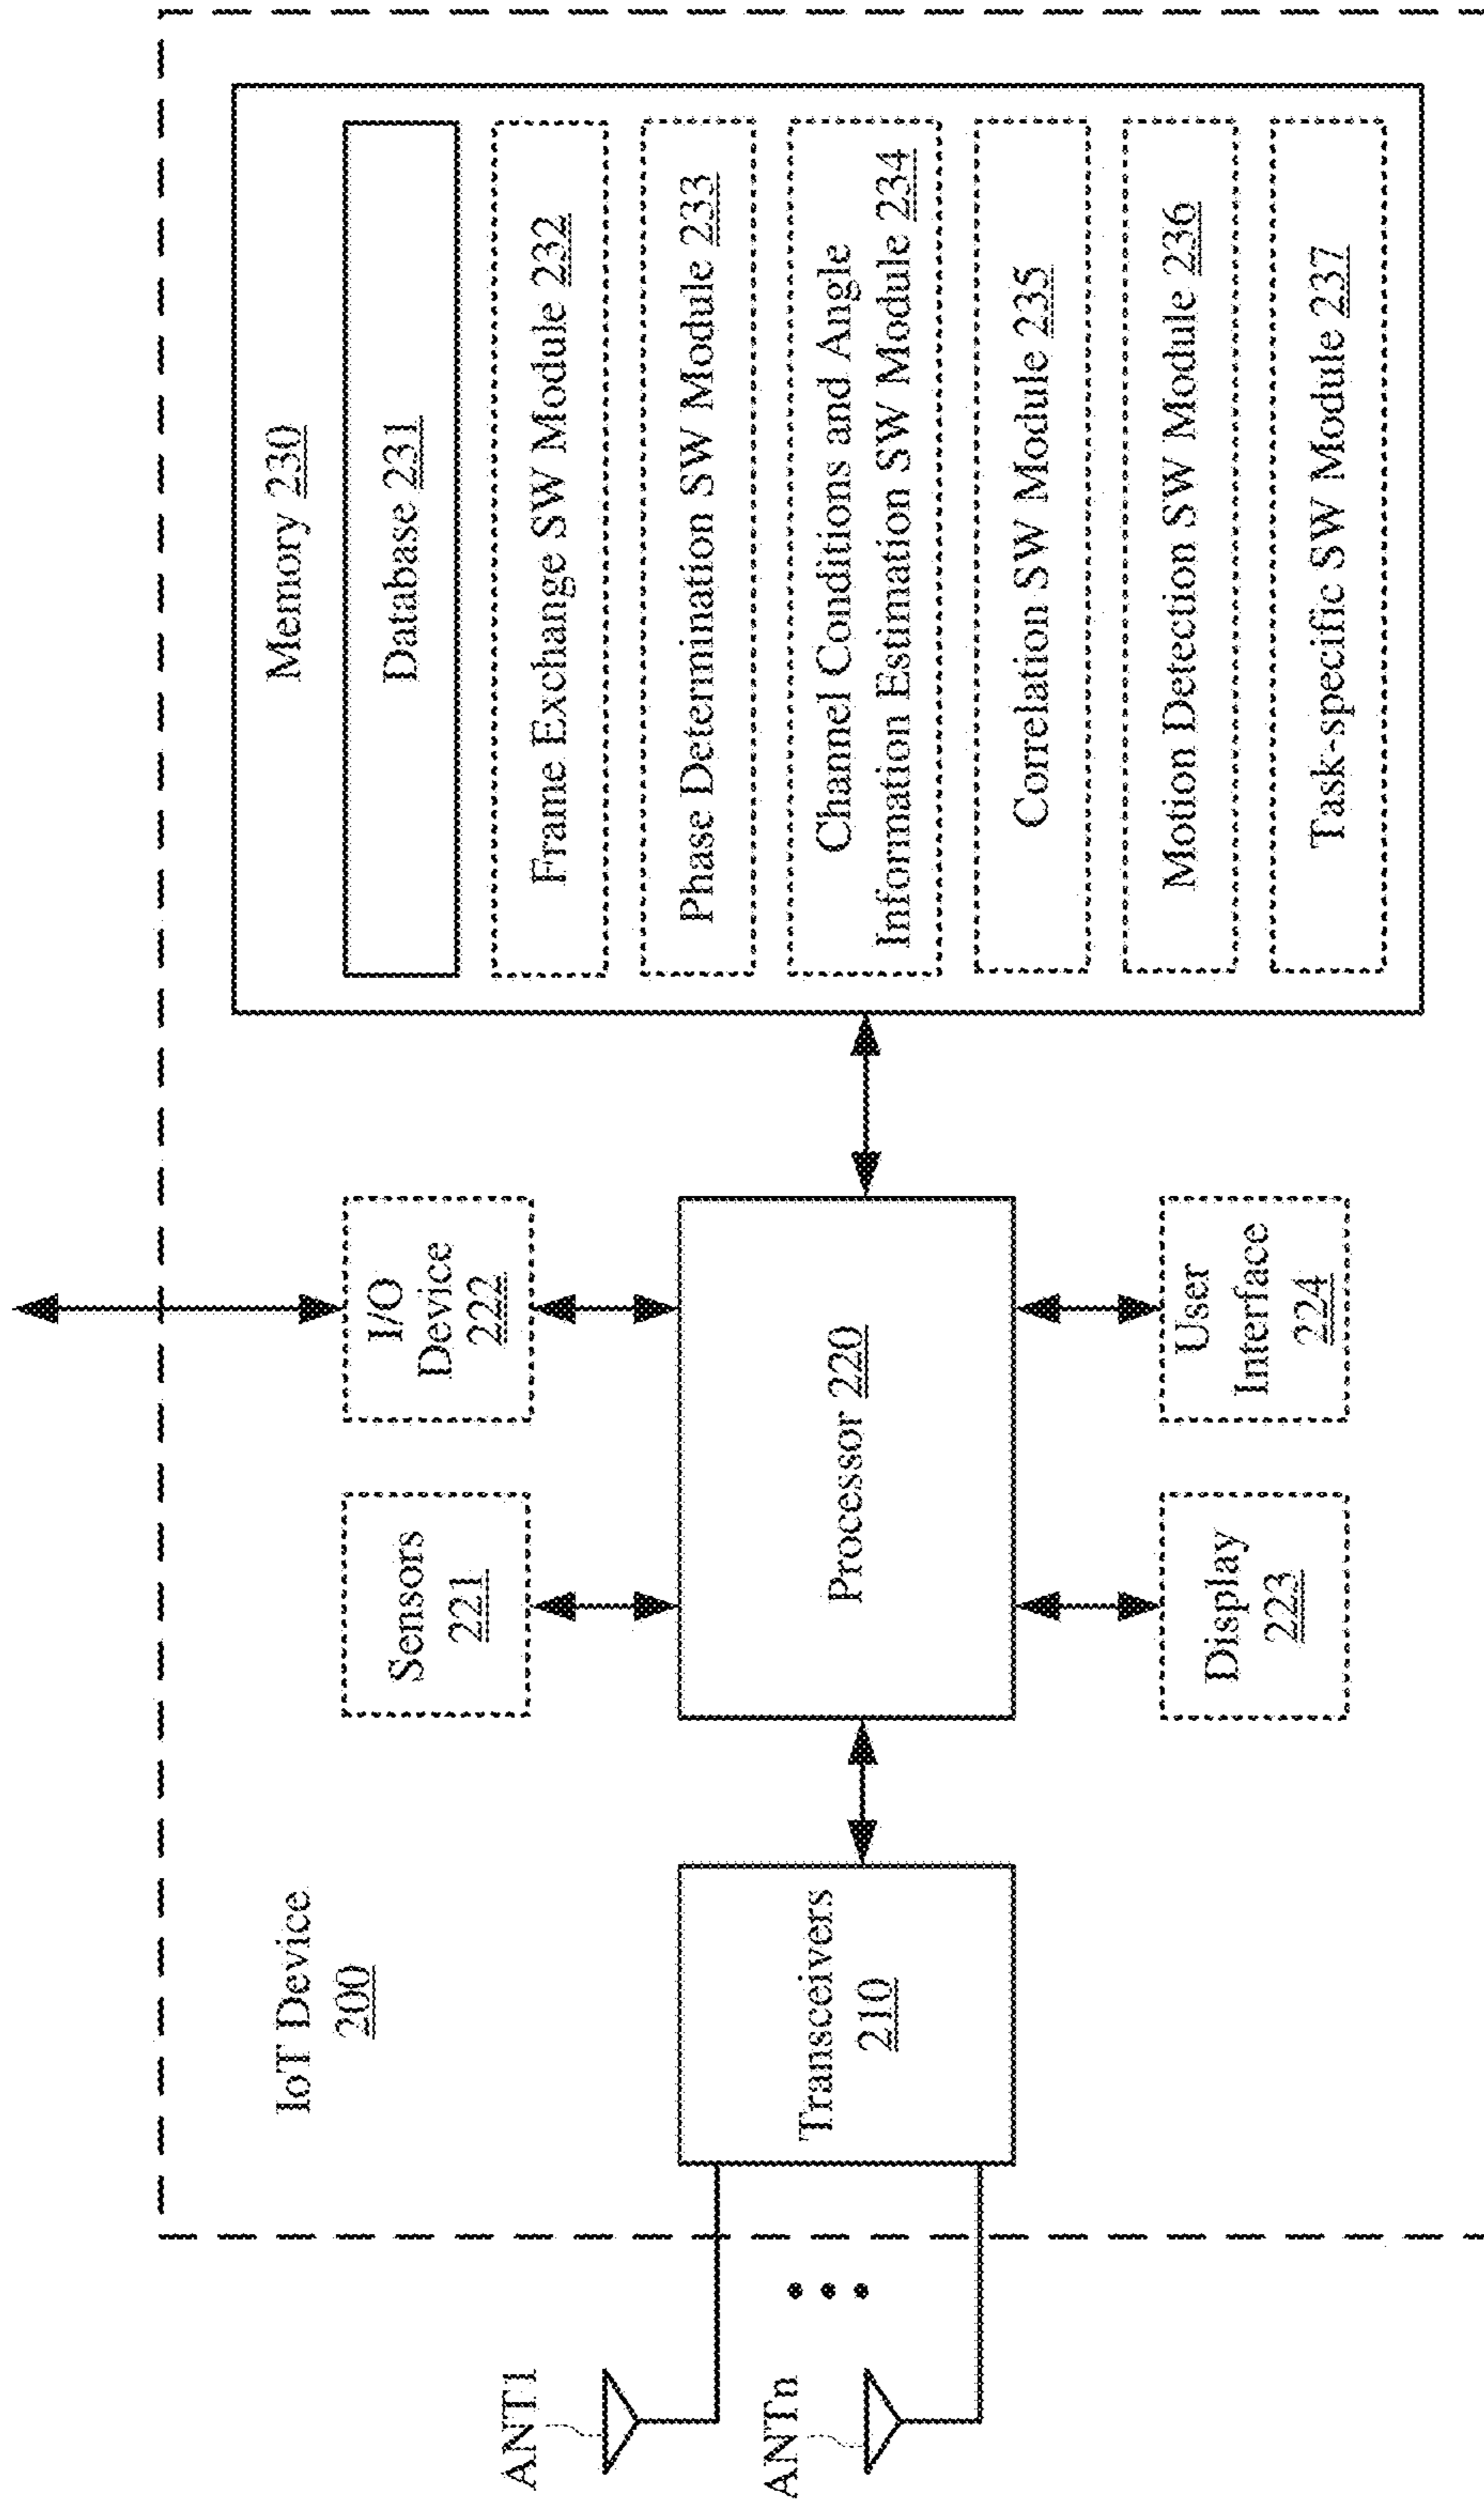 IoT Device
200
ANT1
ANTn
Transceivers
210
Sensors
221
I/O
Device
222
Processor 220
Display
223
User
Interface
224
Memory 230
Database 231
Frame Exchange SW Module 232
Phase Determination SW Module 233
Channel Conditions and Angle
Information Estimation SW Module 234
Correlation SW Module 235
Motion Detection SW Module 236
Task-specific SW Module 237